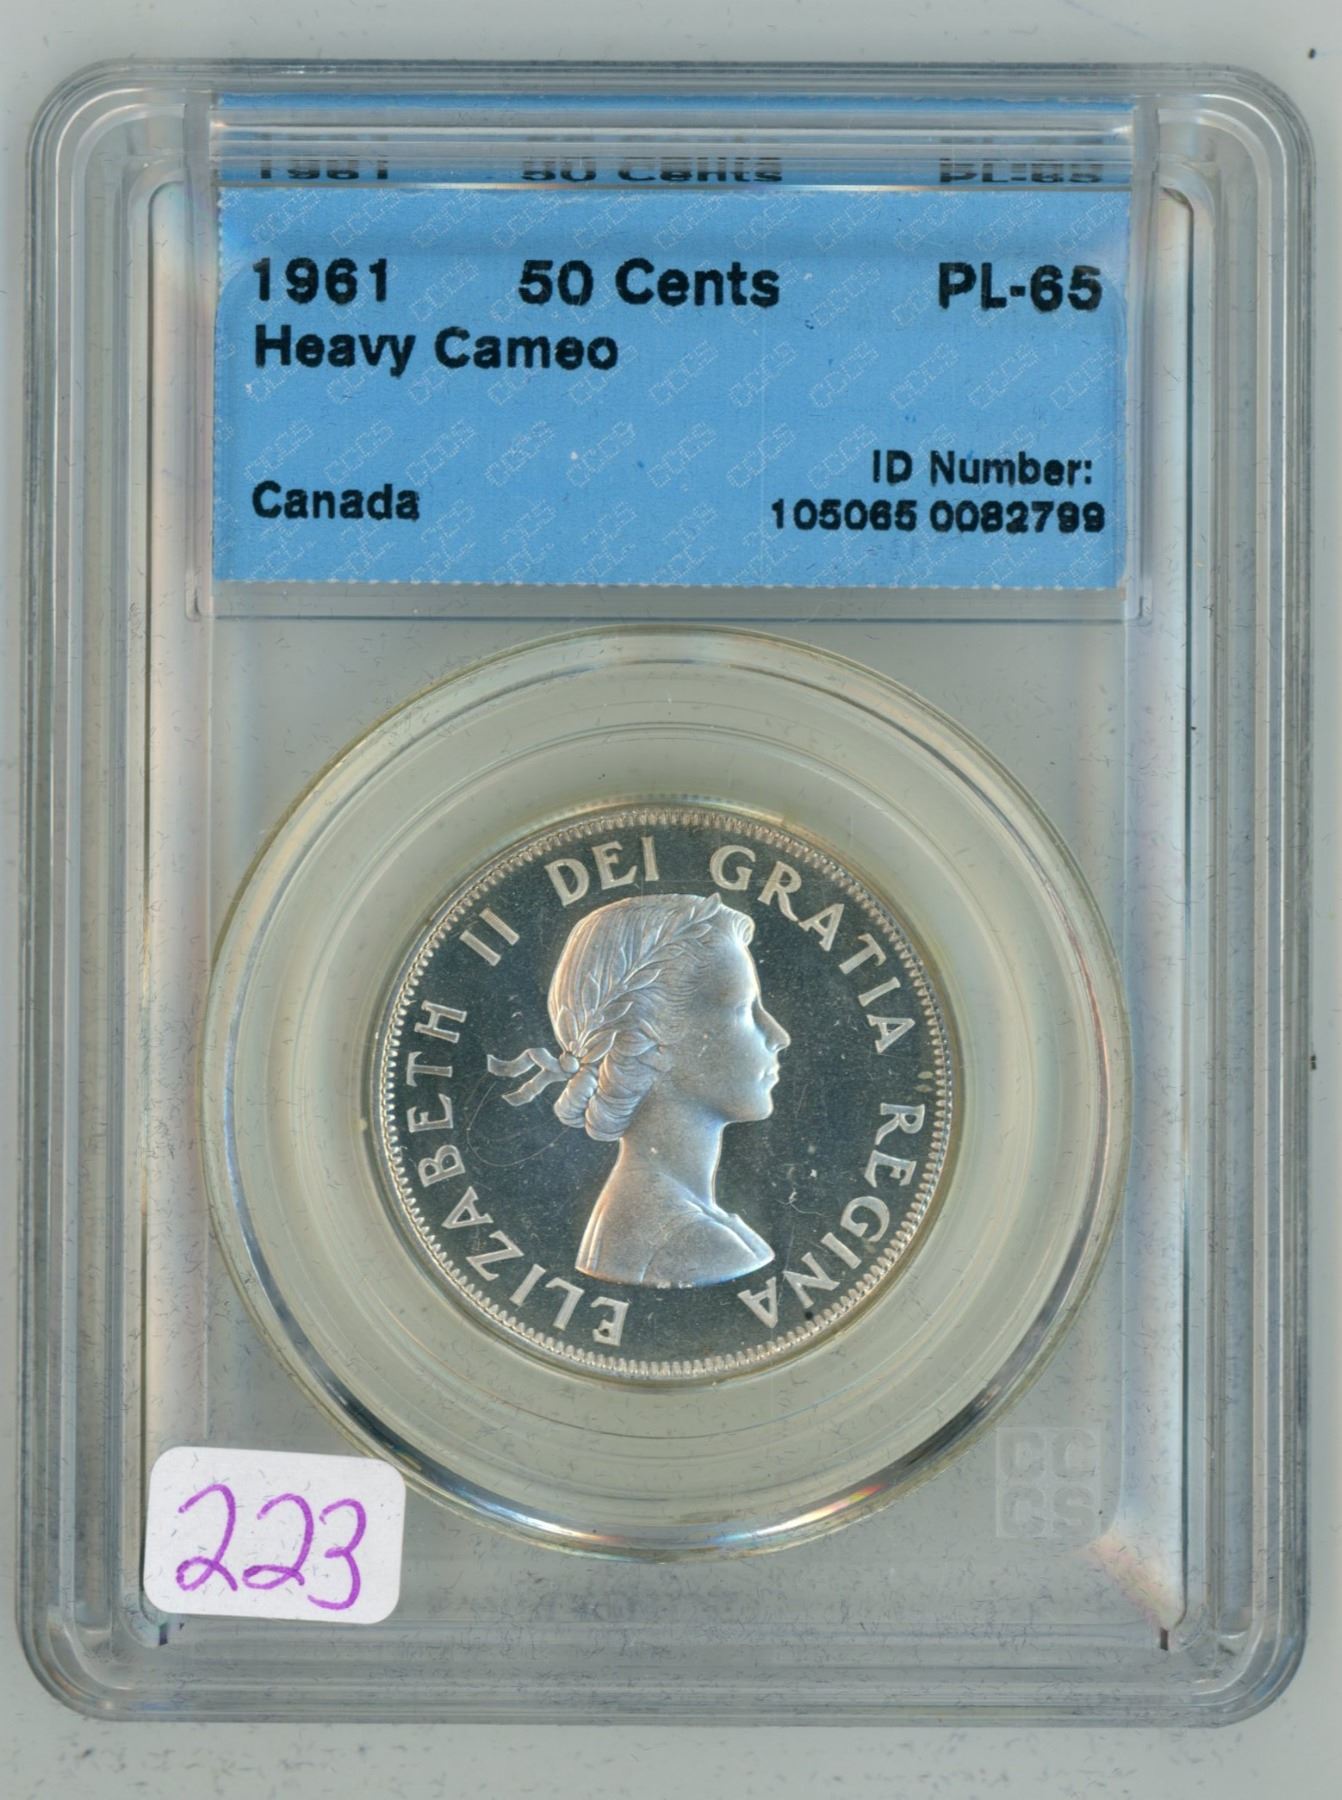 1961 50 Cents PL-65
1961 50 Cents PL-65
Heavy Cameo
ID Number:
Canada 105065 0082799
ELIZABETH II DEI GRATIA REGINA
CCCS
223